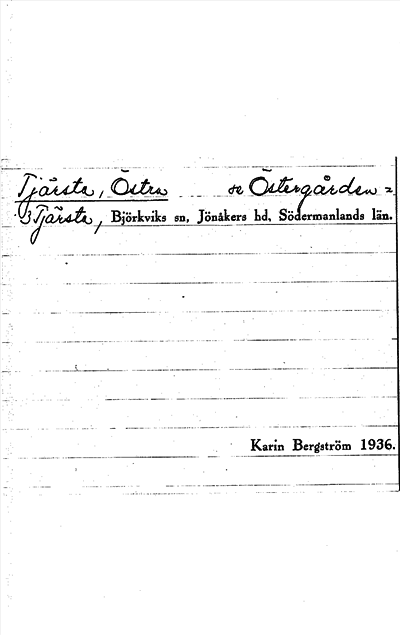 Tjärsta, Östra se Östergården =
Tjärsta, Björkviks sn, Jönåkers hd, Södermanlands län.
Karin Bergström 1936.